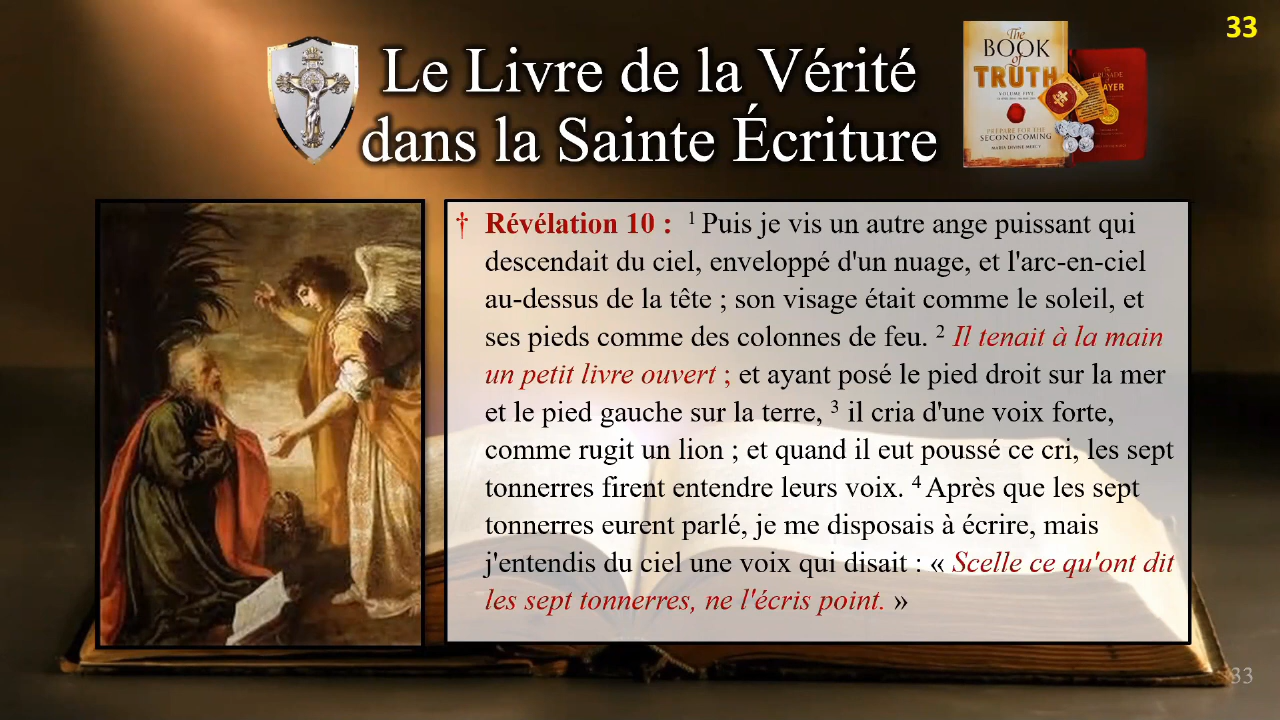 33
Le Livre de la Vérité
dans la Sainte Écriture
The
BOOK
of
TRUTH
VOLUME FIVE
PREPARE FOR THE
SECOND COMING
MARIA DIVINE MERCY
CRUSADE
† Révélation 10 : 1 Puis je vis un autre ange puissant qui
descendait du ciel, enveloppé d'un nuage, et l'arc-en-ciel
au-dessus de la tête ; son visage était comme le soleil, et
ses pieds comme des colonnes de feu. 2 Il tenait à la main
un petit livre ouvert ; et ayant posé le pied droit sur la mer
et le pied gauche sur la terre, 3 il cria d'une voix forte,
comme rugit un lion ; et quand il eut poussé ce cri, les sept
tonnerres firent entendre leurs voix. 4 Après que les sept
tonnerres eurent parlé, je me disposais à écrire, mais
j'entendis du ciel une voix qui disait : « Scelle ce qu'ont dit
les sept tonnerres, ne l'écris point. »
33